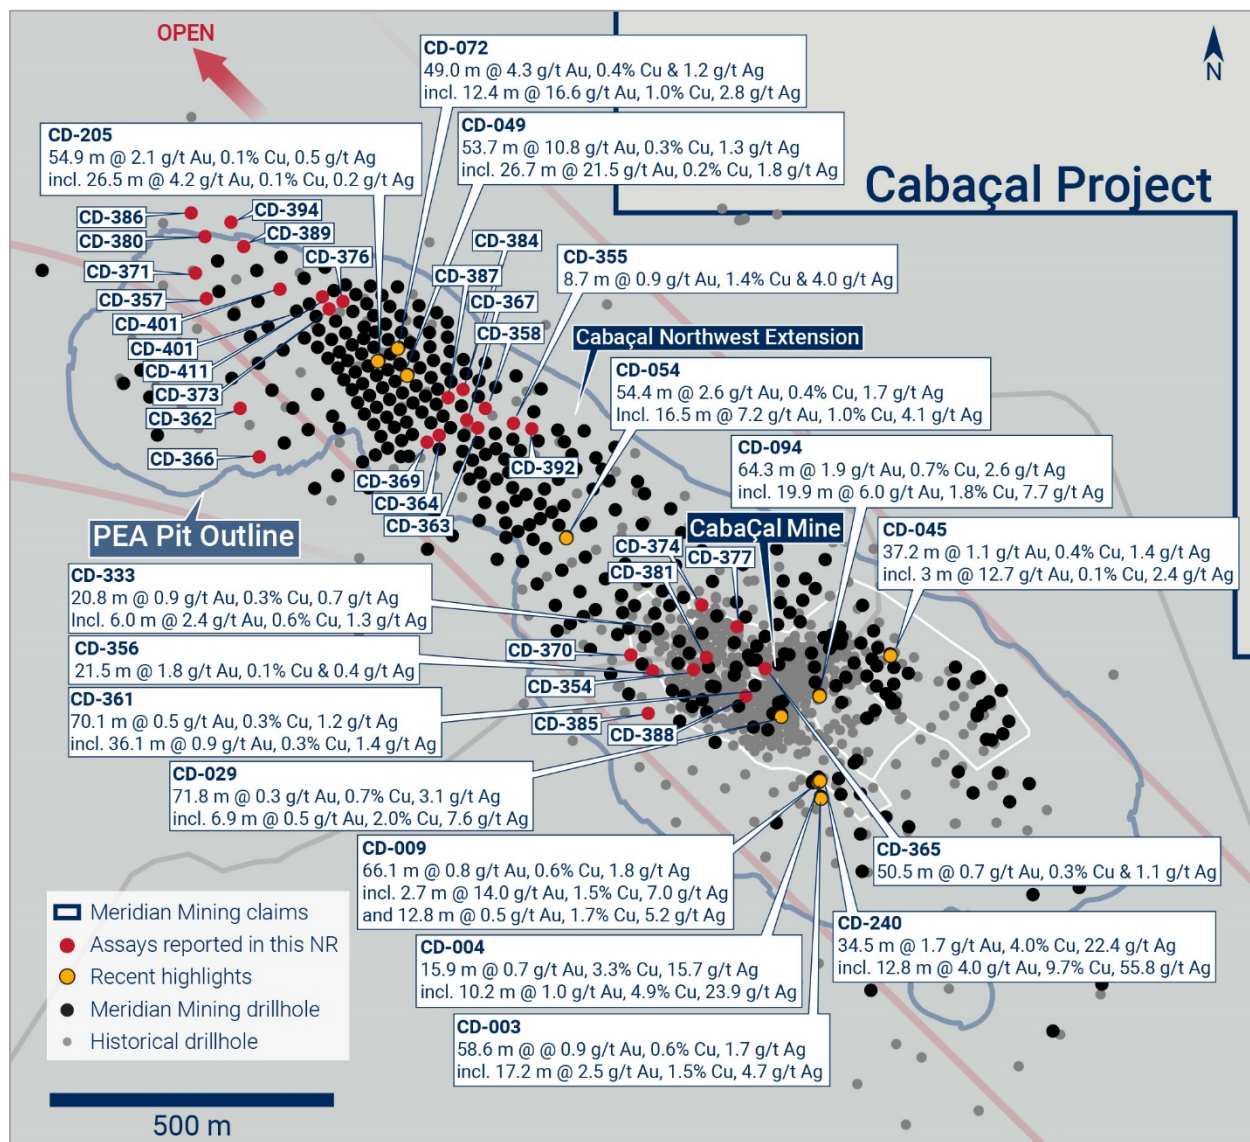 OPEN
N
CD-072
49.0 m @ 4.3 g/t Au, 0.4% Cu & 1.2 g/t Ag
incl. 12.4 m @ 16.6 g/t Au, 1.0% Cu, 2.8 g/t Ag
CD-049
53.7 m @ 10.8 g/t Au, 0.3% Cu, 1.3 g/t Ag
incl. 26.7 m @ 21.5 g/t Au, 0.2% Cu, 1.8 g/t Ag
CD-205
54.9 m @ 2.1 g/t Au, 0.1% Cu, 0.5 g/t Ag
incl. 26.5 m @ 4.2 g/t Au, 0.1% Cu, 0.2 g/t Ag
Cabaçal Project
CD-386
CD-394
CD-380
CD-389
CD-376
CD-384
CD-387
CD-371
CD-367
CD-357
CD-358
CD-401
CD-401
CD-411
CD-373
CD-362
CD-366
CD-355
8.7 m @ 0.9 g/t Au, 1.4% Cu & 4.0 g/t Ag
Cabaçal Northwest Extension
CD-054
54.4 m @ 2.6 g/t Au, 0.4% Cu, 1.7 g/t Ag
Incl. 16.5 m @ 7.2 g/t Au, 1.0% Cu, 4.1 g/t Ag
CD-392
CD-369
CD-364
CD-363
CD-094
64.3 m @ 1.9 g/t Au, 0.7% Cu, 2.6 g/t Ag
incl. 19.9 m @ 6.0 g/t Au, 1.8% Cu, 7.7 g/t Ag
PEA Pit Outline
CabaÇal Mine
CD-374
CD-377
CD-381
CD-045
37.2 m @ 1.1 g/t Au, 0.4% Cu, 1.4 g/t Ag
incl. 3 m @ 12.7 g/t Au, 0.1% Cu, 2.4 g/t Ag
CD-333
20.8 m @ 0.9 g/t Au, 0.3% Cu, 0.7 g/t Ag
Incl. 6.0 m @ 2.4 g/t Au, 0.6% Cu, 1.3 g/t Ag
CD-356
21.5 m @ 1.8 g/t Au, 0.1% Cu & 0.4 g/t Ag
CD-370
CD-354
CD-361
70.1 m @ 0.5 g/t Au, 0.3% Cu, 1.2 g/t Ag
incl. 36.1 m @ 0.9 g/t Au, 0.3% Cu, 1.4 g/t Ag
CD-385
CD-388
CD-029
71.8 m @ 0.3 g/t Au, 0.7% Cu, 3.1 g/t Ag
incl. 6.9 m @ 0.5 g/t Au, 2.0% Cu, 7.6 g/t Ag
CD-009
66.1 m @ 0.8 g/t Au, 0.6% Cu, 1.8 g/t Ag
incl. 2.7 m @ 14.0 g/t Au, 1.5% Cu, 7.0 g/t Ag
and 12.8 m @ 0.5 g/t Au, 1.7% Cu, 5.2 g/t Ag
CD-365
50.5 m @ 0.7 g/t Au, 0.3% Cu & 1.1 g/t Ag
CD-240
34.5 m @ 1.7 g/t Au, 4.0% Cu, 22.4 g/t Ag
incl. 12.8 m @ 4.0 g/t Au, 9.7% Cu, 55.8 g/t Ag
CD-004
15.9 m @ 0.7 g/t Au, 3.3% Cu, 15.7 g/t Ag
incl. 10.2 m @ 1.0 g/t Au, 4.9% Cu, 23.9 g/t Ag
CD-003
58.6 m @ @ 0.9 g/t Au, 0.6% Cu, 1.7 g/t Ag
incl. 17.2 m @ 2.5 g/t Au, 1.5% Cu, 4.7 g/t Ag
Meridian Mining claims
Assays reported in this NR
Recent highlights
Meridian Mining drillhole
Historical drillhole
500 m